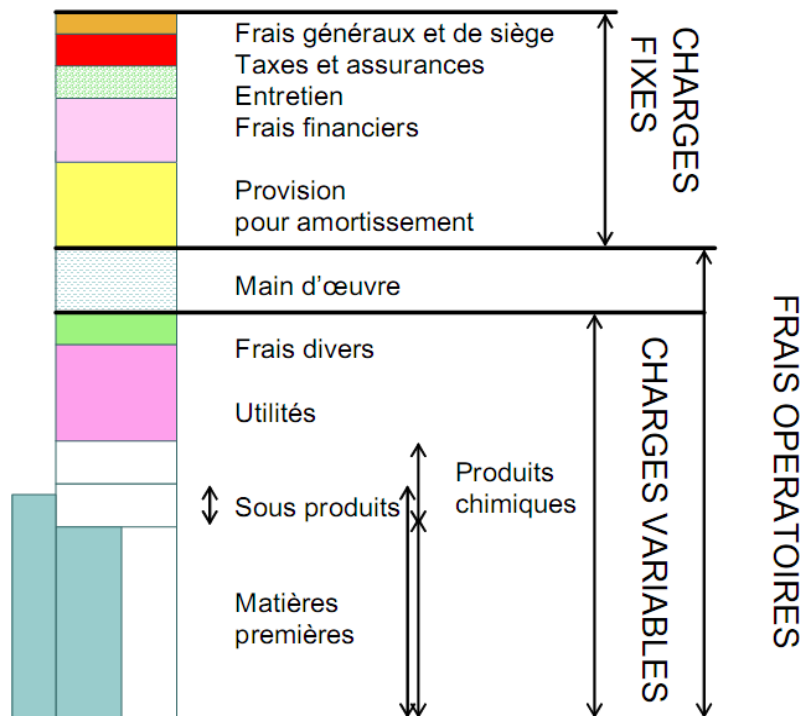 Frais généraux et de siège
Taxes et assurances
Entretien
Frais financiers
Provision
pour amortissement
CHARGES
FIXES
Main d'œuvre
Frais divers
Utilités
Produits
chimiques
Sous produits
Matières
premières
CHARGES VARIABLES
FRAIS OPERATOIRES